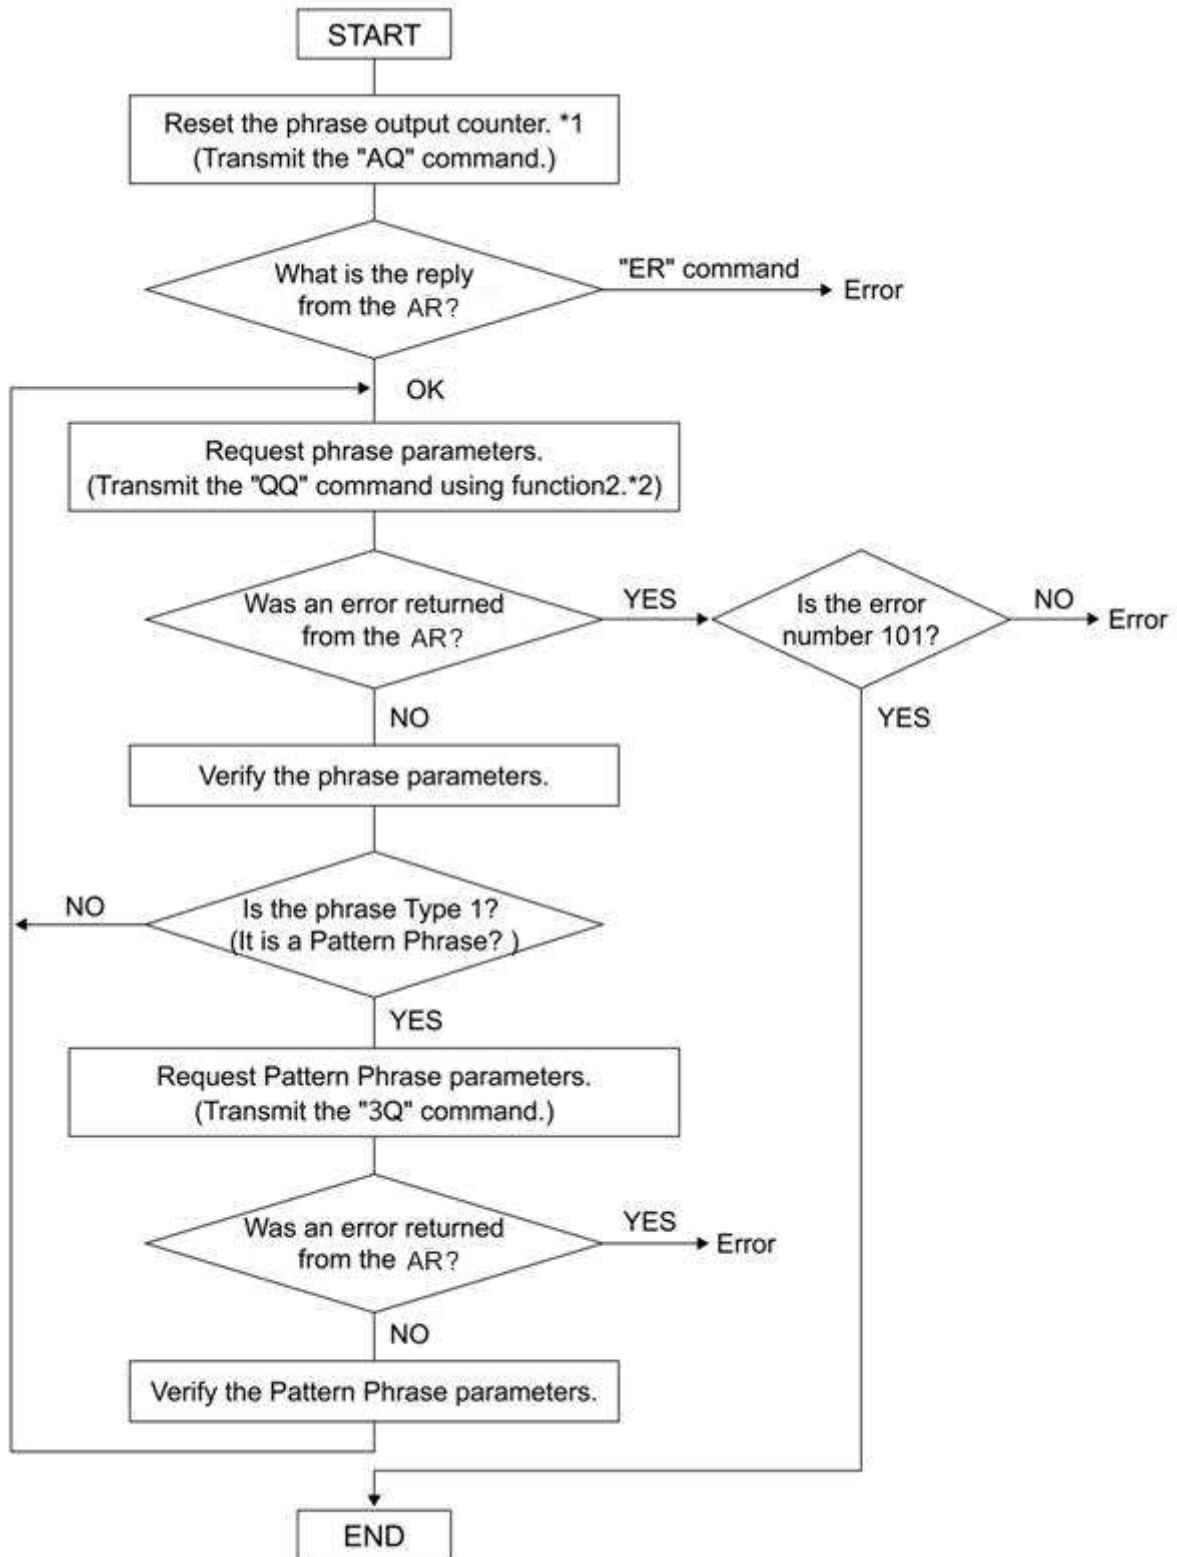 START
Reset the phrase output counter. *1
(Transmit the "AQ" command.)
What is the reply
from the AR?
"ER" command
Error
OK
Request phrase parameters.
(Transmit the "QQ" command using function2.*2)
Was an error returned
from the AR?
YES
Is the error
number 101?
NO
Error
YES
NO
Verify the phrase parameters.
Is the phrase Type 1?
(It is a Pattern Phrase? )
NO
YES
Request Pattern Phrase parameters.
(Transmit the "3Q" command.)
Was an error returned
from the AR?
YES
Error
NO
Verify the Pattern Phrase parameters.
END